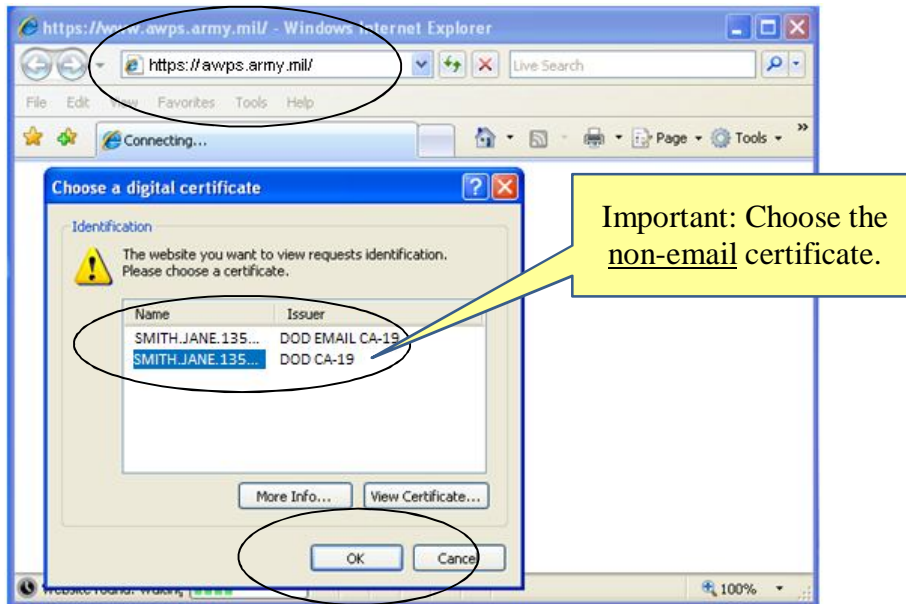 https://www.awps.army.mil/ - Windows Internet Explorer
https://awps.army.mil/
Live Search
File Edit View Favorites Tools Help
Connecting...
Page Tools »
Choose a digital certificate
Identification
The website you want to view requests identification.
Please choose a certificate.
Important: Choose the
non-email certificate.
Name Issuer
SMITH.JANE.135... DOD EMAIL CA-19
SMITH.JANE.135... DOD CA-19
More Info... View Certificate...
OK Cancel
100%